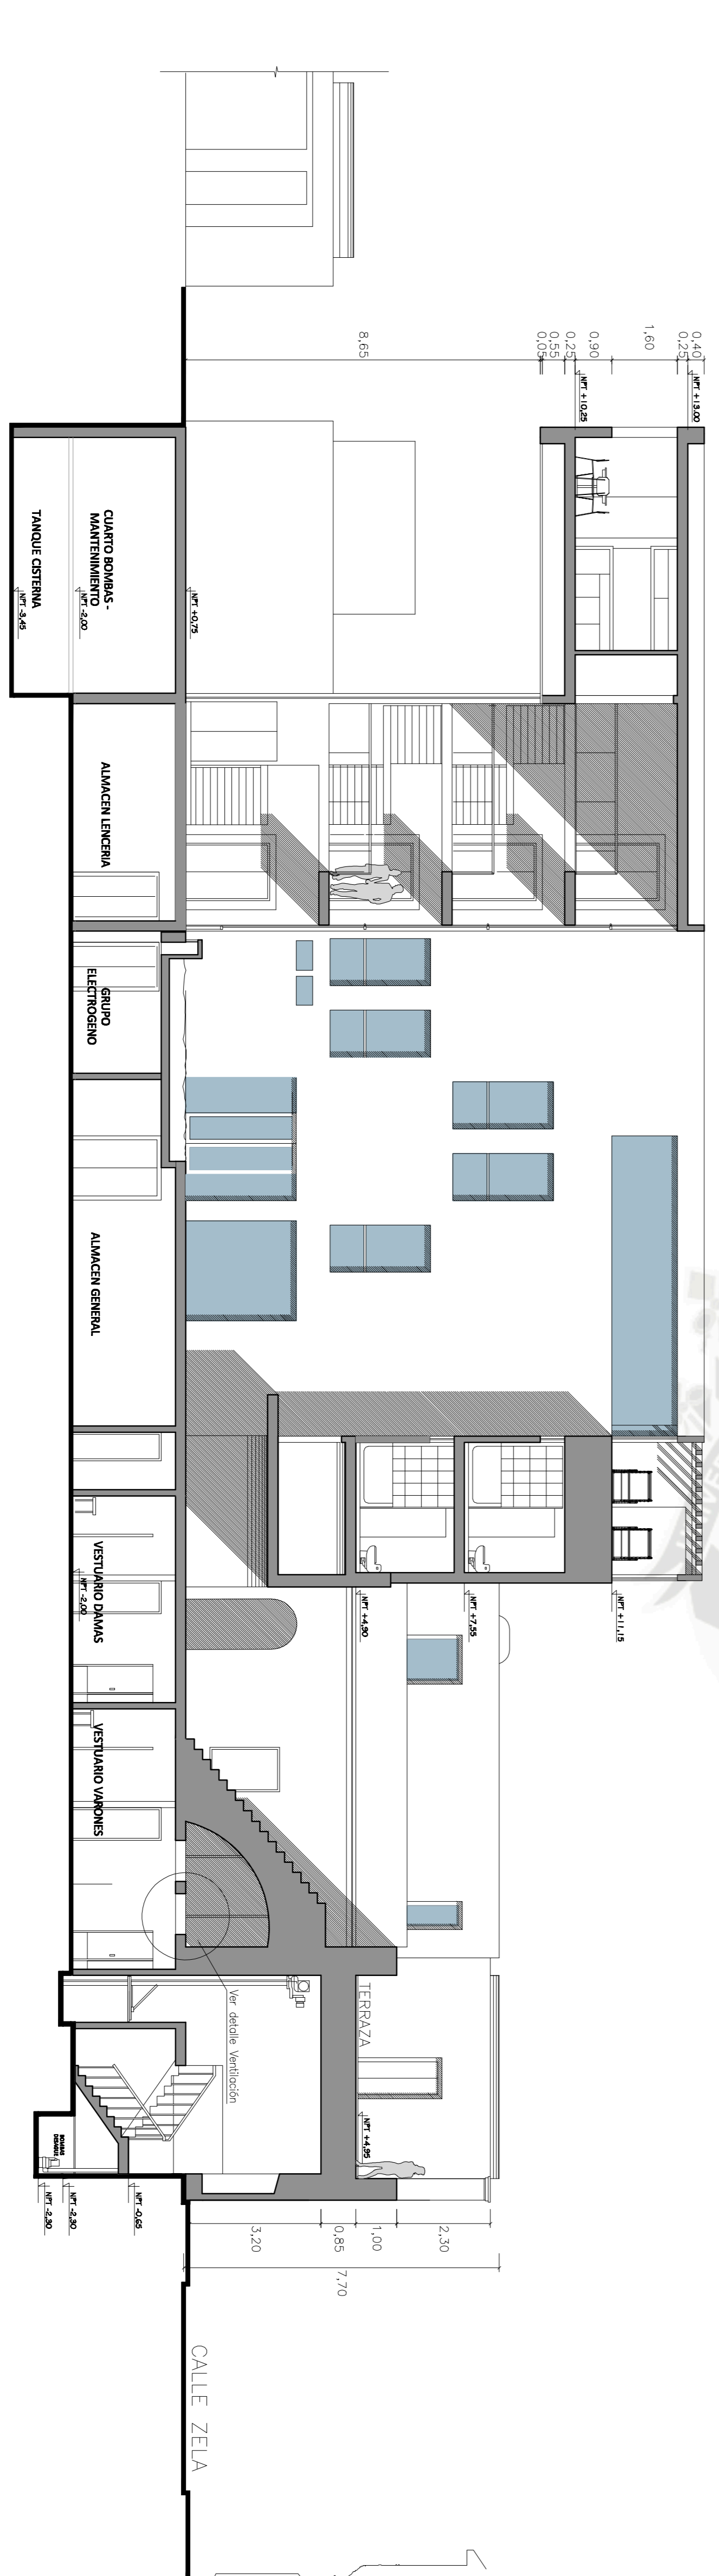 0,40
0,25
1,60
0,90
0,25
0,55
0,05
8,65
NPT +13,00
NPT +10,25
NPT +0,75
CUARTO BOMBAS -
MANTENIMIENTO
NPT -2,00
TANQUE CISTERNA
NPT -3,45
ALMACEN LENCERIA
GRUPO
ELECTROGENO
ALMACEN GENERAL
VESTUARIO DAMAS
NPT -2,00
VESTUARIO VARONES
NPT +11,15
NPT +7,55
NPT +4,90
Ver detalle Ventilación
TERRAZA
NPT +4,95
BOMBAS
DESAGUE
NPT -0,65
NPT -2,30
NPT -2,90
2,30
1,00
0,85
3,20
7,70
CALLE ZELA